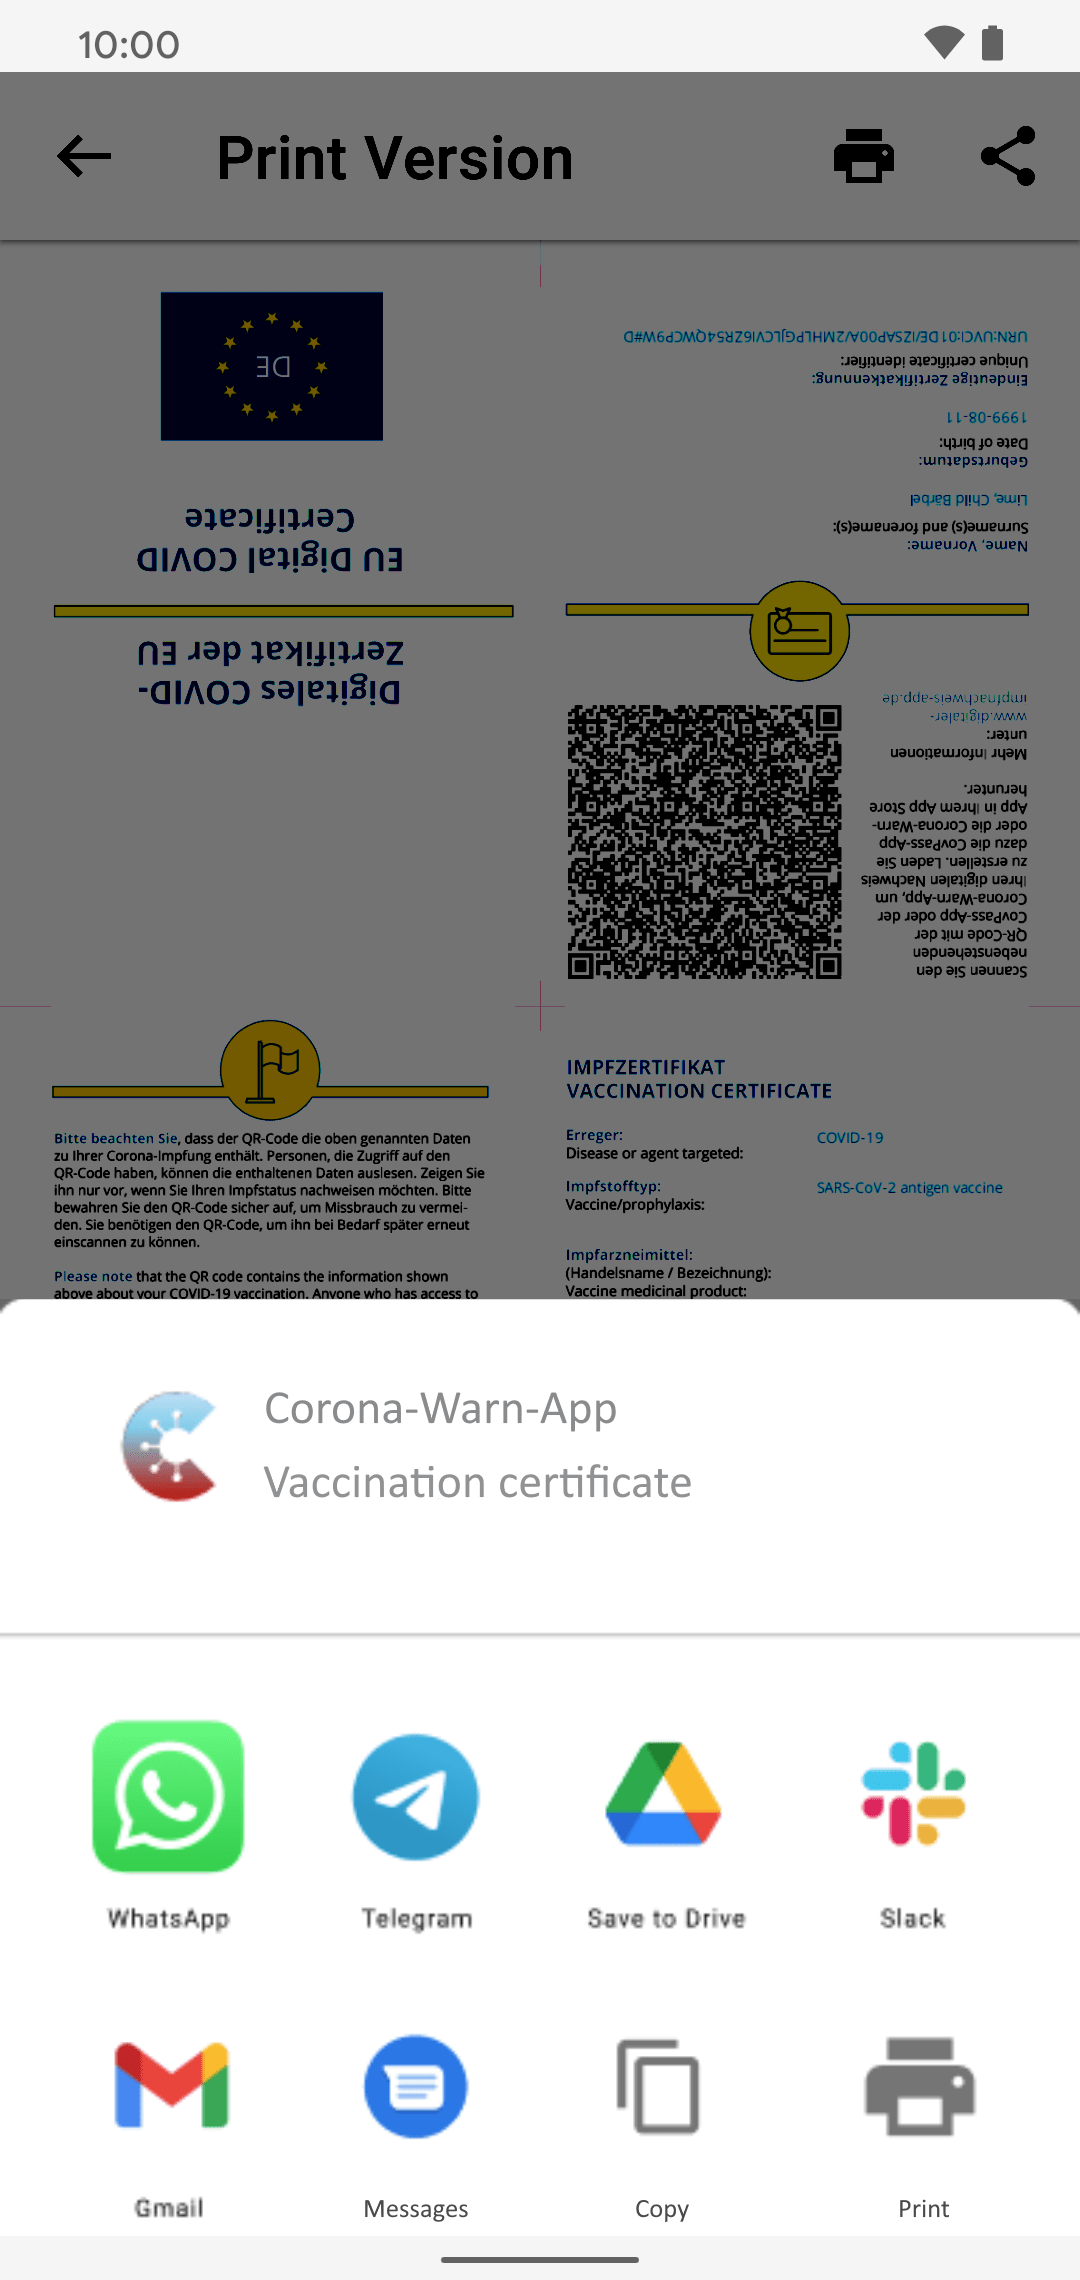 10:00
Print Version
DE
EU Digital COVID
Certificate
Digitales COVID-
Zertifikat der EU
URN:UVCI:01DE/IZSAP00A/2MHLPGJLCVI6ZR54QWCP9W#D
Unique certificate identifier:
Eindeutige Zertifikatkennung:
1999-08-11
Date of birth:
Geburtsdatum:
Lime, Child Bärbel
Surname(s) and forename(s):
Name, Vorname:
Scannen Sie den
nebenstehenden
QR-Code mit der
CovPass-App oder der
Corona-Warn-App, um
Ihren digitalen Nachweis
zu erstellen. Laden Sie
dazu die CovPass-App
oder die Corona-Warn-
App in Ihrem App Store
herunter.
Mehr Informationen
unter:
www.digitaler-
impfnachweis-app.de
Bitte beachten Sie, dass der QR-Code die oben genannten Daten
zu Ihrer Corona-Impfung enthält. Personen, die Zugriff auf den
QR-Code haben, können die enthaltenen Daten auslesen. Zeigen Sie
ihn nur vor, wenn Sie Ihren Impfstatus nachweisen möchten. Bitte
bewahren Sie den QR-Code sicher auf, um Missbrauch zu vermei-
den. Sie benötigen den QR-Code, um ihn bei Bedarf später erneut
einscannen zu können.
Please note that the QR code contains the information shown
above about your COVID-19 vaccination. Anyone who has access to
IMPFZERTIFIKAT
VACCINATION CERTIFICATE
Erreger:
Disease or agent targeted:
COVID-19
Impfstofftyp:
Vaccine/prophylaxis:
SARS-CoV-2 antigen vaccine
Impfarzneimittel:
(Handelsname / Bezeichnung):
Vaccine medicinal product:
Corona-Warn-App
Vaccination certificate
WhatsApp
Telegram
Save to Drive
Slack
Gmail
Messages
Copy
Print